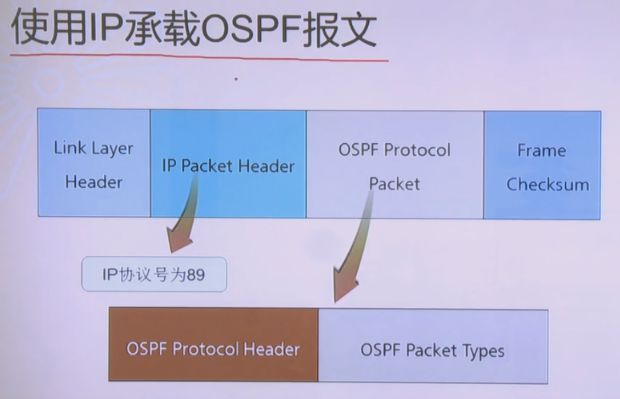 使用IP承载OSPF报文
Link Layer
Header
IP Packet Header
OSPF Protocol
Packet
Frame
Checksum
IP协议号为89
OSPF Protocol Header
OSPF Packet Types